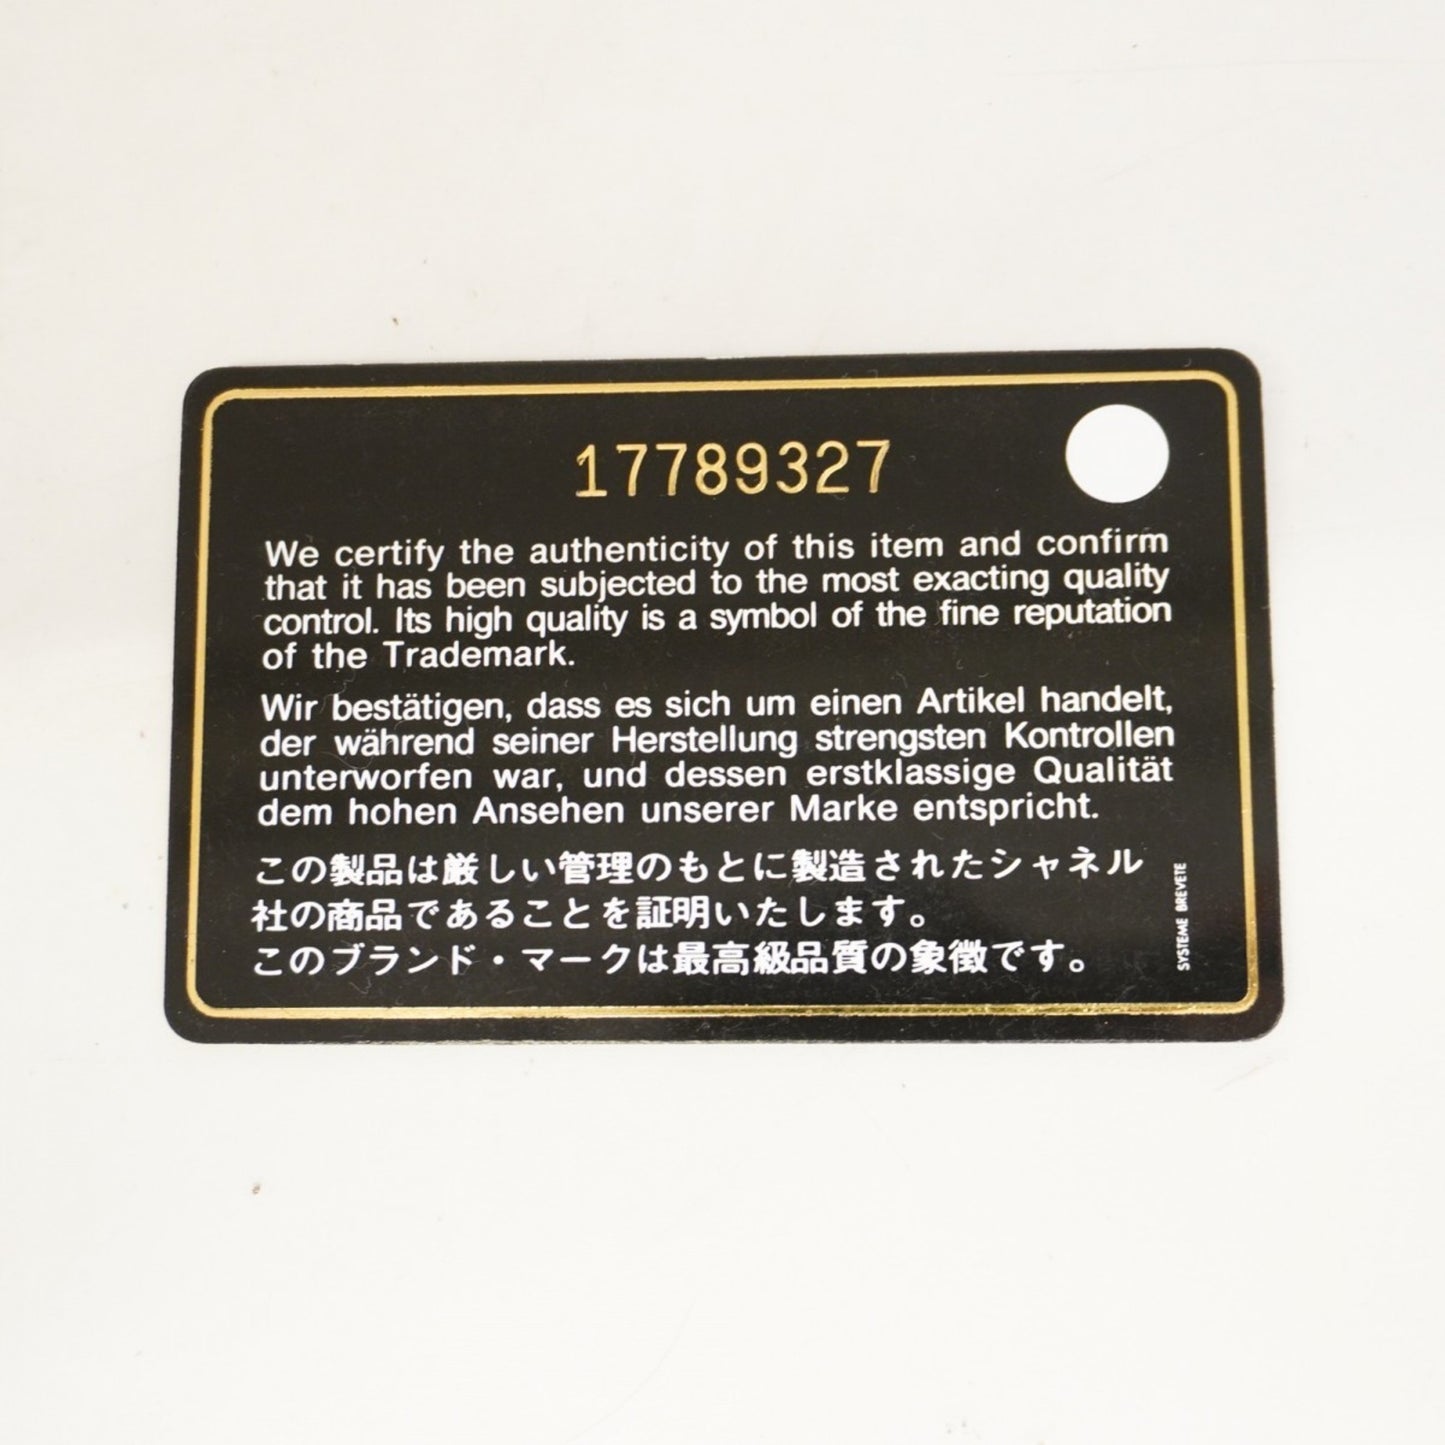 17789327
We certify the authenticity of this item and confirm
that it has been subjected to the most exacting quality
control. Its high quality is a symbol of the fine reputation
of the Trademark.
Wir bestätigen, dass es sich um einen Artikel handelt,
der während seiner Herstellung strengsten Kontrollen
unterworfen war, und dessen erstklassige Qualität
dem hohen Ansehen unserer Marke entspricht.
この製品は厳しい管理のもとに製造されたシャネル
社の商品であることを証明いたします。
このブランド・マークは最高級品質の象徴です。
SYSTEME BREVETE